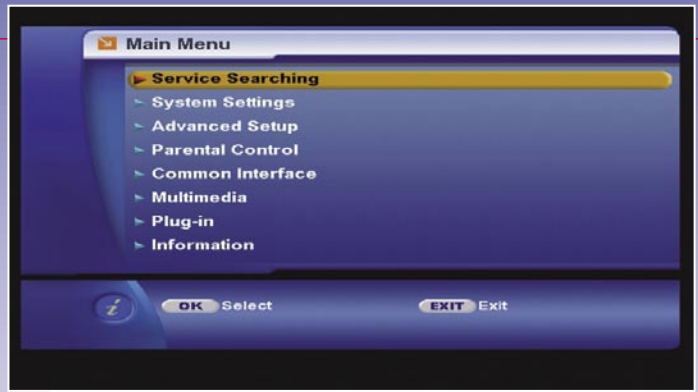 Main Menu
Service Searching
System Settings
Advanced Setup
Parental Control
Common Interface
Multimedia
Plug-in
Information
i OK Select EXIT Exit